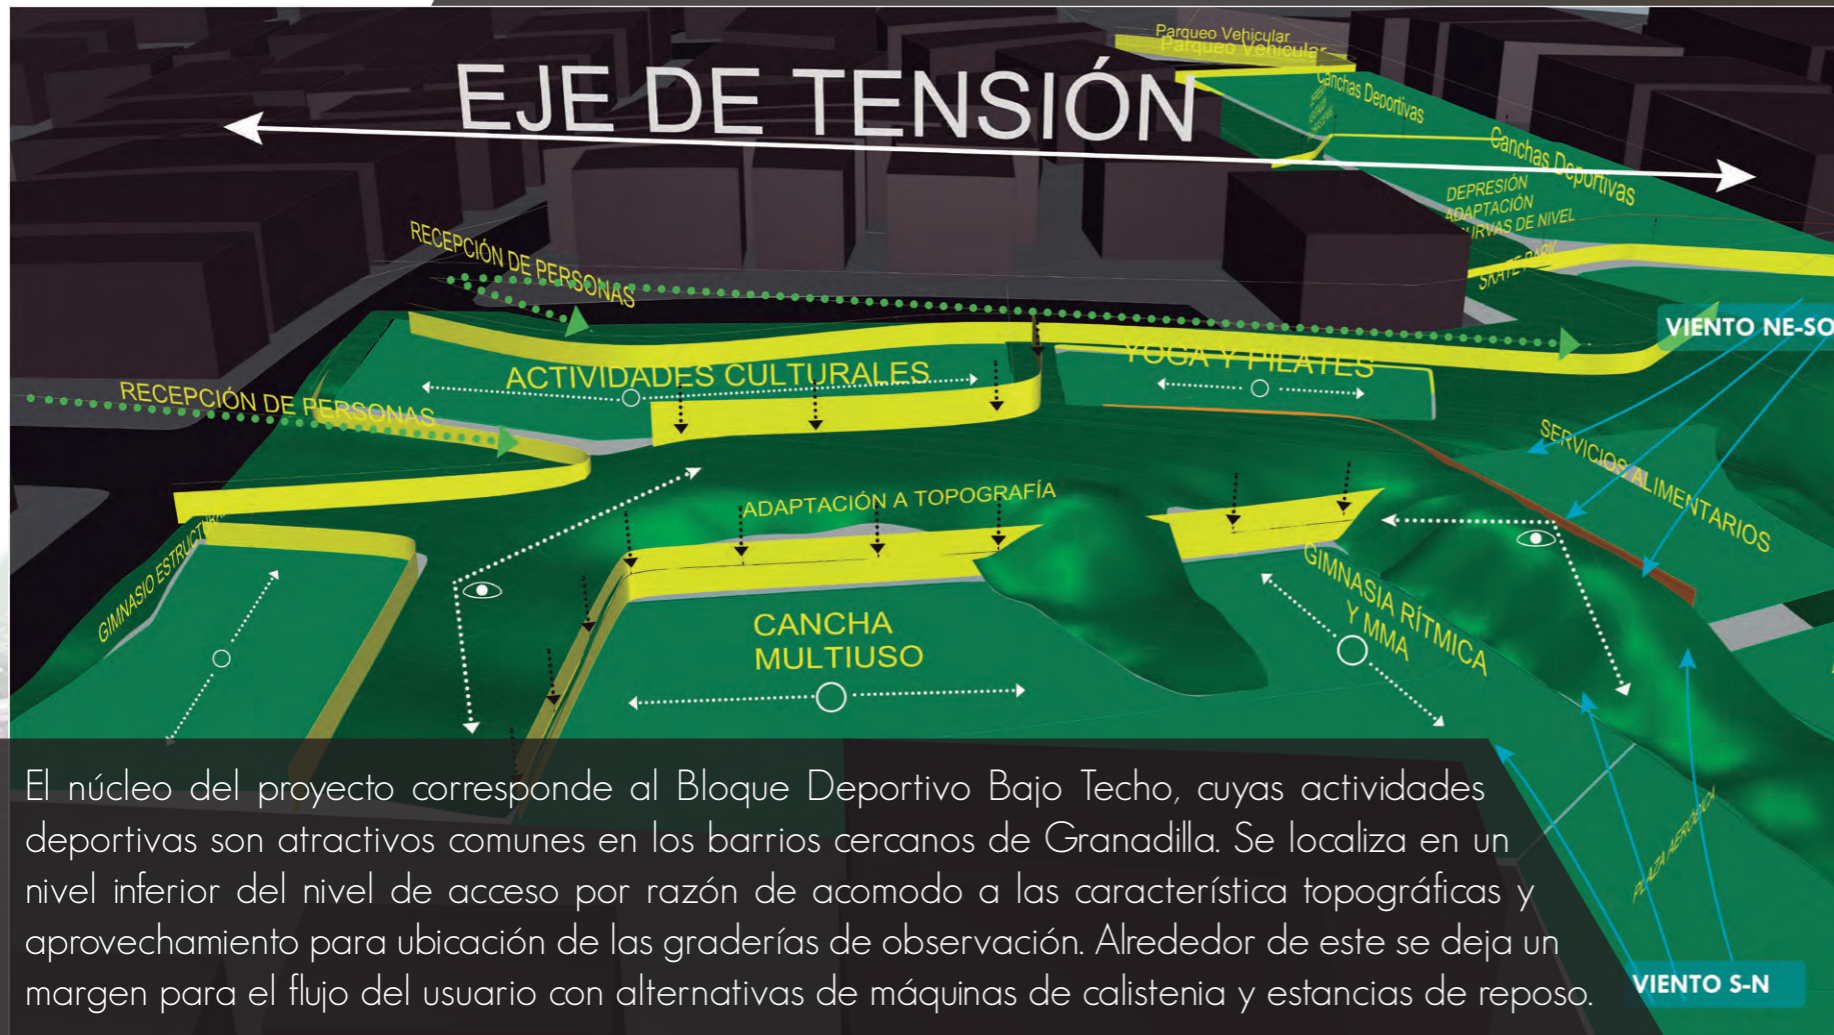 Parqueo Vehicular
Parqueo Vehicular
EJE DE TENSIÓN
Canchas Deportivas
Canchas Deportivas
DEPRESIÓN
ADAPTACIÓN
CURVAS DE NIVEL
SKATE PARK
RECEPCIÓN DE PERSONAS
VIENTO NE-SO
ACTIVIDADES CULTURALES
YOGA Y PILATES
RECEPCIÓN DE PERSONAS
SERVICIOS ALIMENTARIOS
ADAPTACIÓN A TOPOGRAFÍA
GIMNASIO ESTRUCTURAL
GIMNASIA RÍTMICA
Y MMA
CANCHA
MULTIUSO
PLAZA AERÓBICA
El núcleo del proyecto corresponde al Bloque Deportivo Bajo Techo, cuyas actividades
deportivas son atractivos comunes en los barrios cercanos de Granadilla. Se localiza en un
nivel inferior del nivel de acceso por razón de acomodo a las característica topográficas y
aprovechamiento para ubicación de las graderías de observación. Alrededor de este se deja un
margen para el flujo del usuario con alternativas de máquinas de calistenia y estancias de reposo.
VIENTO S-N